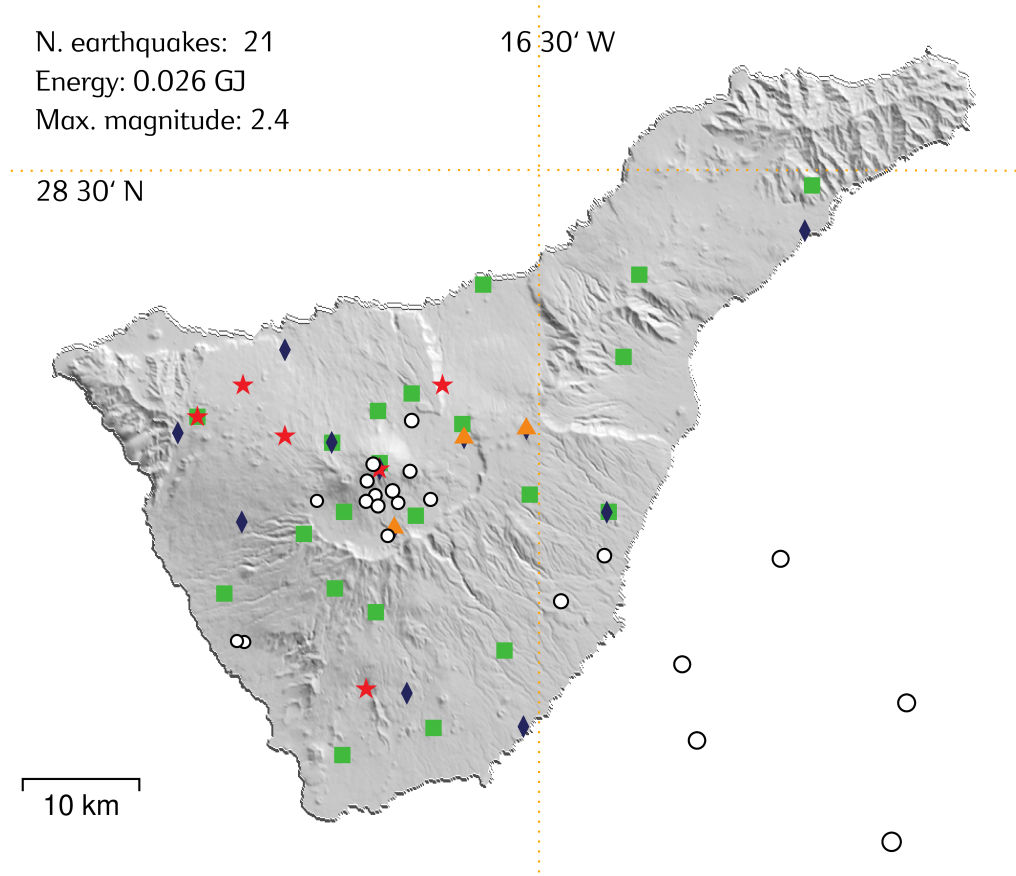 N. earthquakes: 21
16 30‘ W
Energy: 0.026 GJ
Max. magnitude: 2.4
28 30‘ N
10 km